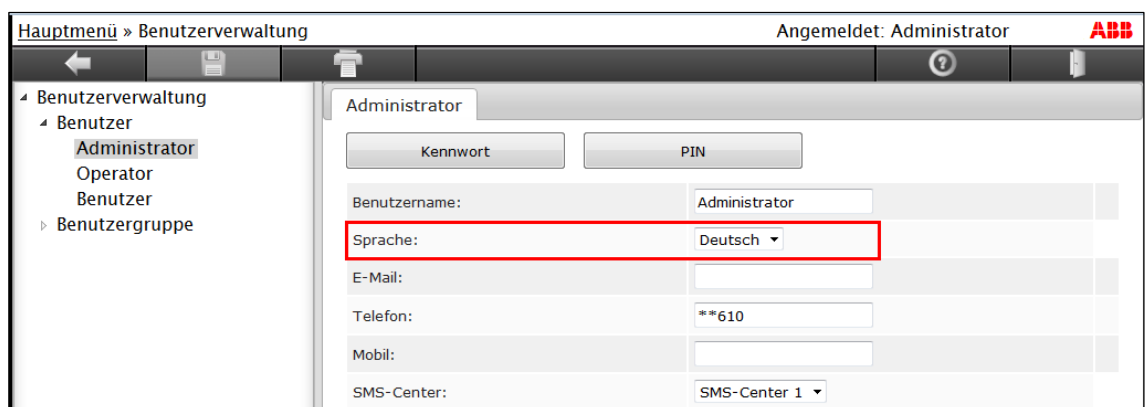 Hauptmenü » Benutzerverwaltung
Angemeldet: Administrator
ABB
Benutzerverwaltung
Benutzer
Administrator
Operator
Benutzer
Benutzergruppe
Administrator
Kennwort
PIN
Benutzername: Administrator
Sprache: Deutsch
E-Mail:
Telefon: **610
Mobil:
SMS-Center: SMS-Center 1